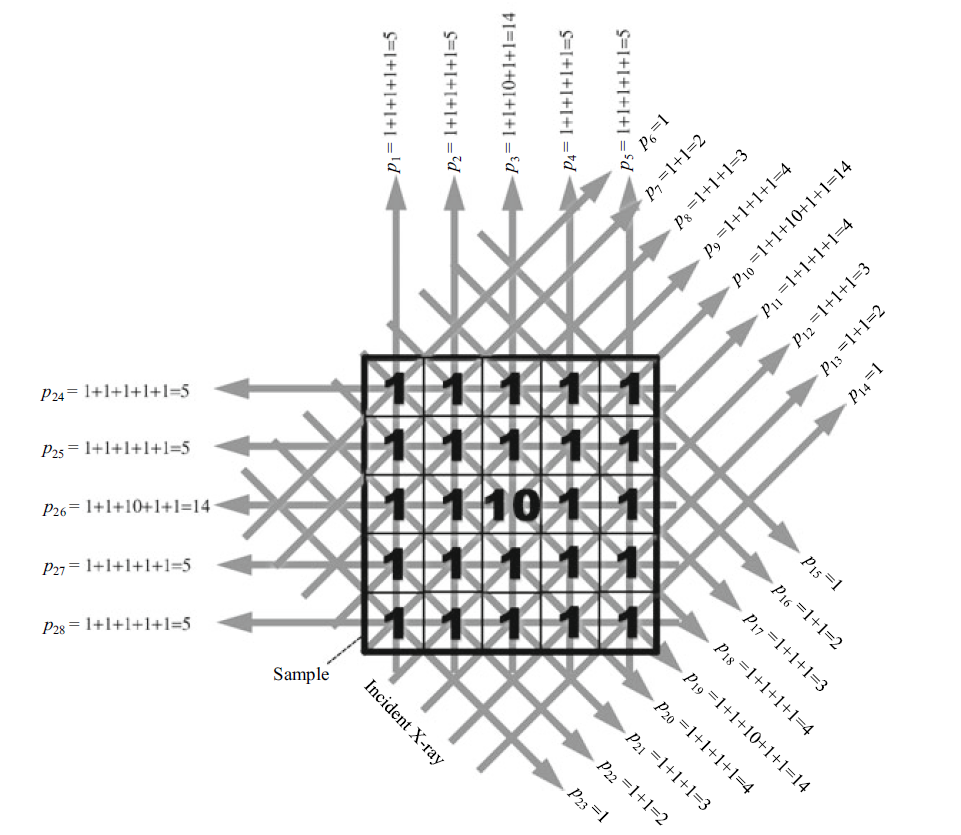 p1 = 1+1+1+1+1=5
p2 = 1+1+1+1+1=5
p3 = 1+1+10+1+1=14
p4 = 1+1+1+1+1=5
p5 = 1+1+1+1+1=5
p6 =1
p7 =1+1=2
p8 =1+1+1=3
p9 =1+1+1+1=4
p10 =1+1+10+1+1=14
p11 =1+1+1+1=4
p12 =1+1+1=3
p13 =1+1=2
p14 =1
p24 = 1+1+1+1+1=5
1 1 1 1 1
p25 = 1+1+1+1+1=5
1 1 1 1 1
p26 = 1+1+10+1+1=14
1 1 10 1 1
p27 = 1+1+1+1+1=5
1 1 1 1 1
p28 = 1+1+1+1+1=5
1 1 1 1 1
p15 =1
p16 =1+1=2
p17 =1+1+1=3
p18 =1+1+1+1=4
p19 =1+1+10+1+1=14
p20 =1+1+1+1=4
p21 =1+1+1=3
p22 =1+1=2
p23 =1
Sample
Incident X-ray